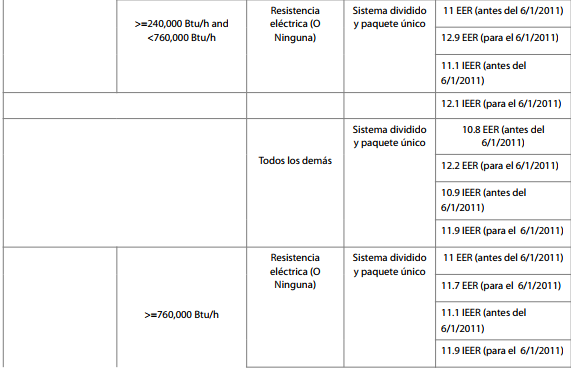 >=240,000 Btu/h and
<760,000 Btu/h
Resistencia
eléctrica (O
Ninguna)
Sistema dividido
y paquete único
11 EER (antes del 6/1/2011)
12.9 EER (para el 6/1/2011)
11.1 IEER (antes del
6/1/2011)
12.1 IEER (para el 6/1/2011)
Todos los demás
Sistema dividido
y paquete único
10.8 EER (antes del
6/1/2011)
12.2 EER (para el 6/1/2011)
10.9 IEER (antes del
6/1/2011)
11.9 IEER (para el 6/1/2011)
>=760,000 Btu/h
Resistencia
eléctrica (O
Ninguna)
Sistema dividido
y paquete único
11 EER (antes del 6/1/2011)
11.7 EER (para el 6/1/2011)
11.1 IEER (antes del
6/1/2011)
11.9 IEER (para el 6/1/2011)